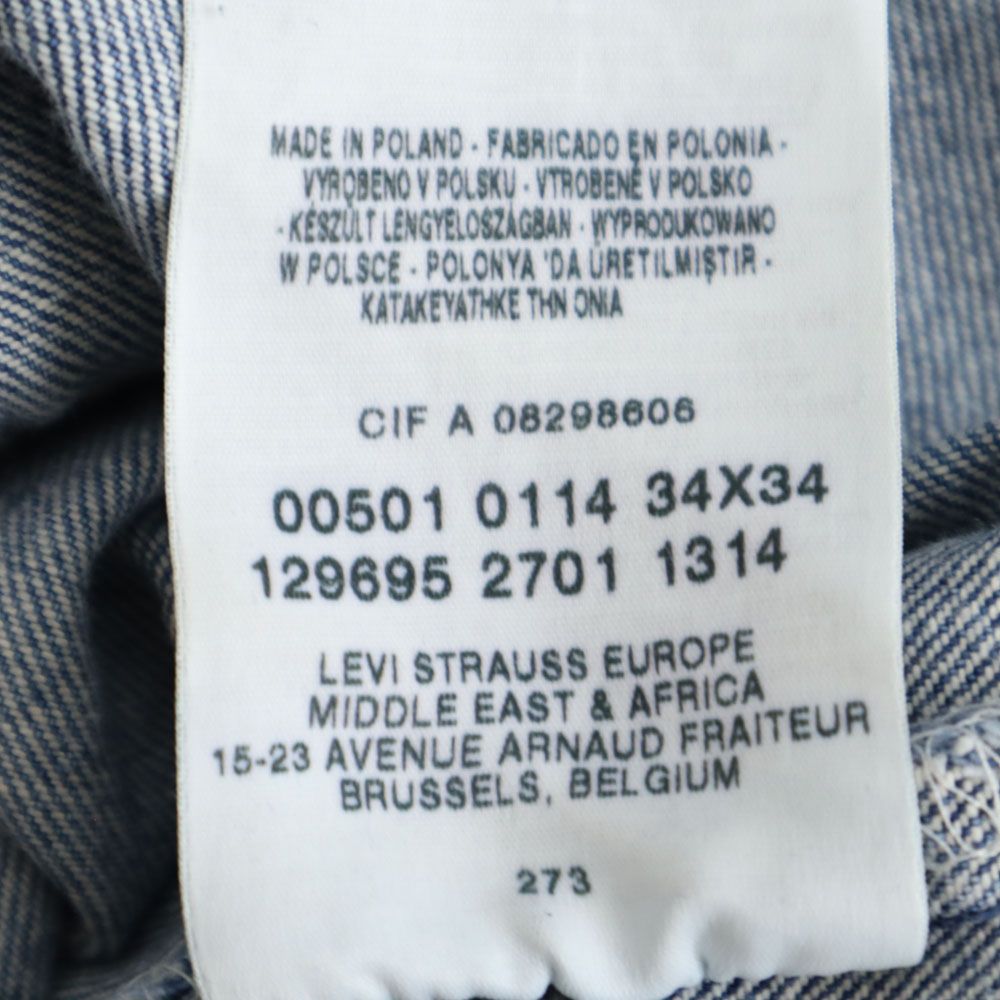 MADE IN POLAND - FABRICADO EN POLONIA -
VYROBENO V POLSKU - VTROBENÉ V POLSKO
- KÉSZÜLT LENGYELOSZÁGBAN - WYPRODUKOWANO
W POLSCE - POLONYA 'DA ÜRETILMIŞTIR -
KATAKEYATHKE THN ONIA
CIF A 08298606
00501 0114 34X34
129695 2701 1314
LEVI STRAUSS EUROPE
MIDDLE EAST & AFRICA
15-23 AVENUE ARNAUD FRAITEUR
BRUSSELS, BELGIUM
273